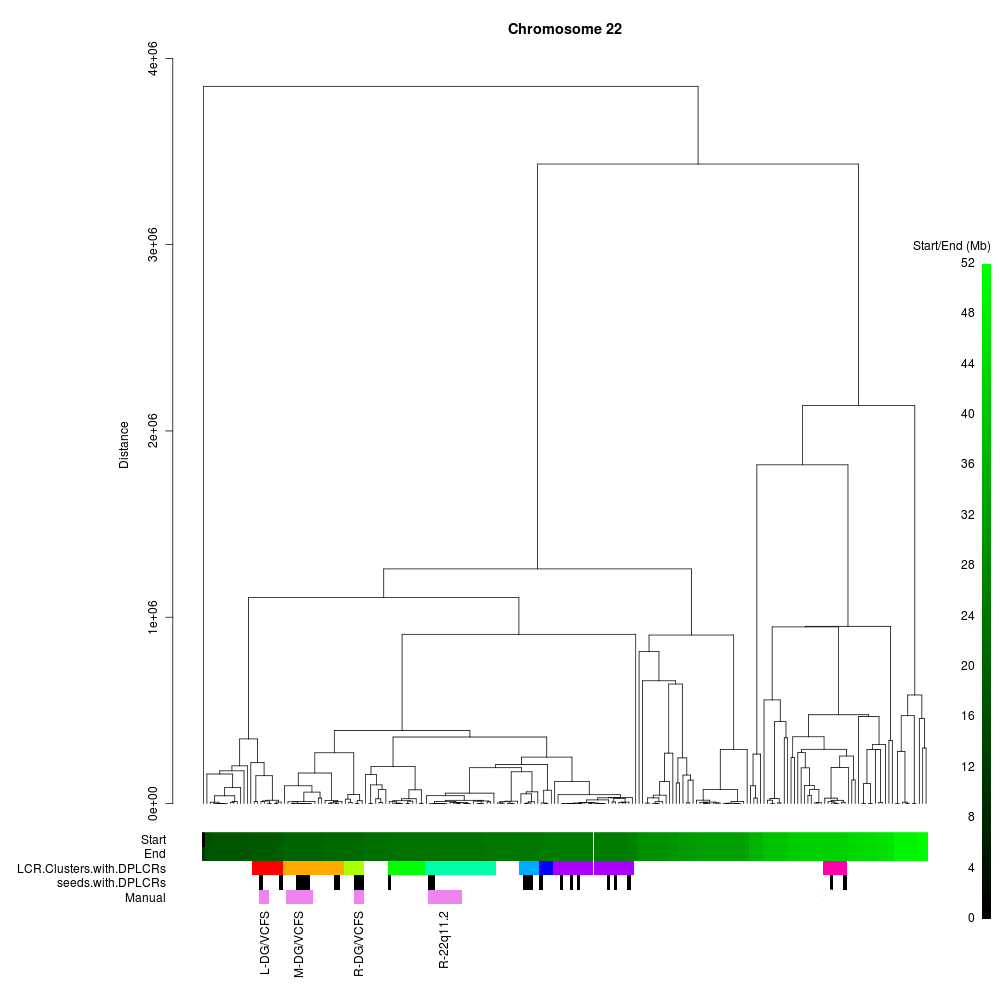 Chromosome 22
4e+06
3e+06
2e+06
1e+06
0e+00
Distance
Start/End (Mb)
52
48
44
40
36
32
28
24
20
16
12
8
4
0
Start
End
LCR.Clusters.with.DPLCRs
seeds.with.DPLCRs
Manual
L-DG/VCFS
M-DG/VCFS
R-DG/VCFS
R-22q11.2